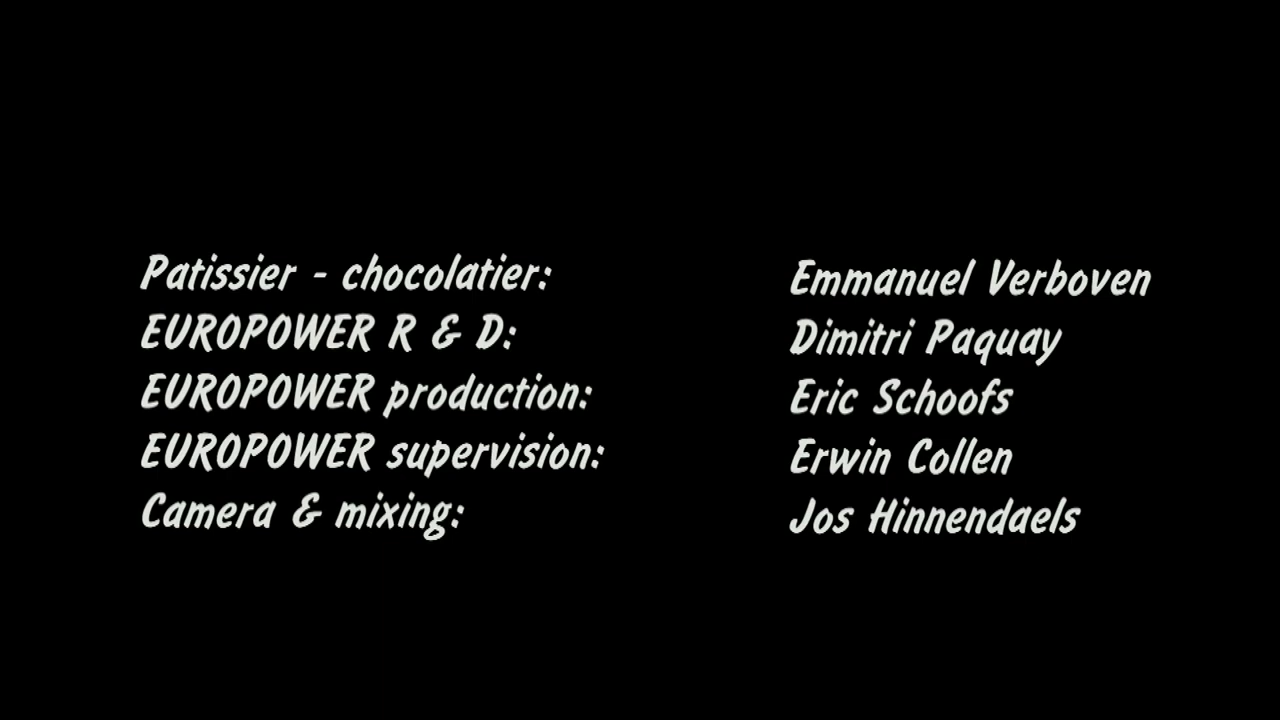 Patissier - chocolatier: Emmanuel Verboven
EUROPOWER R & D: Dimitri Paquay
EUROPOWER production: Eric Schoofs
EUROPOWER supervision: Erwin Collen
Camera & mixing: Jos Hinnendaels